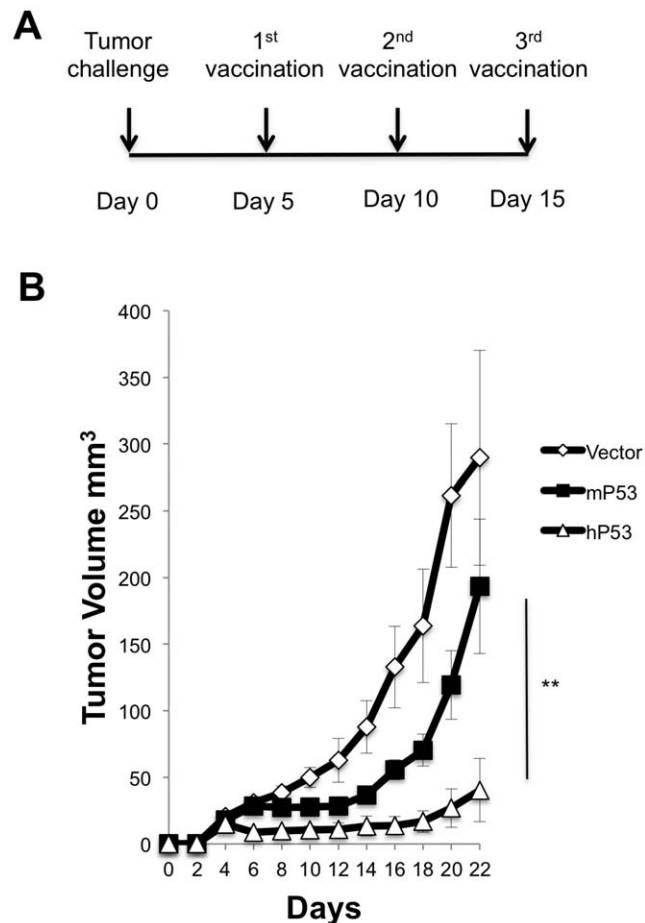 A
Tumor challenge
1st vaccination
2nd vaccination
3rd vaccination
Day 0
Day 5
Day 10
Day 15
B
400
350
300
250
200
150
100
50
0
Tumor Volume mm3
0 2 4 6 8 10 12 14 16 18 20 22
Days
Vector
mP53
hP53
**